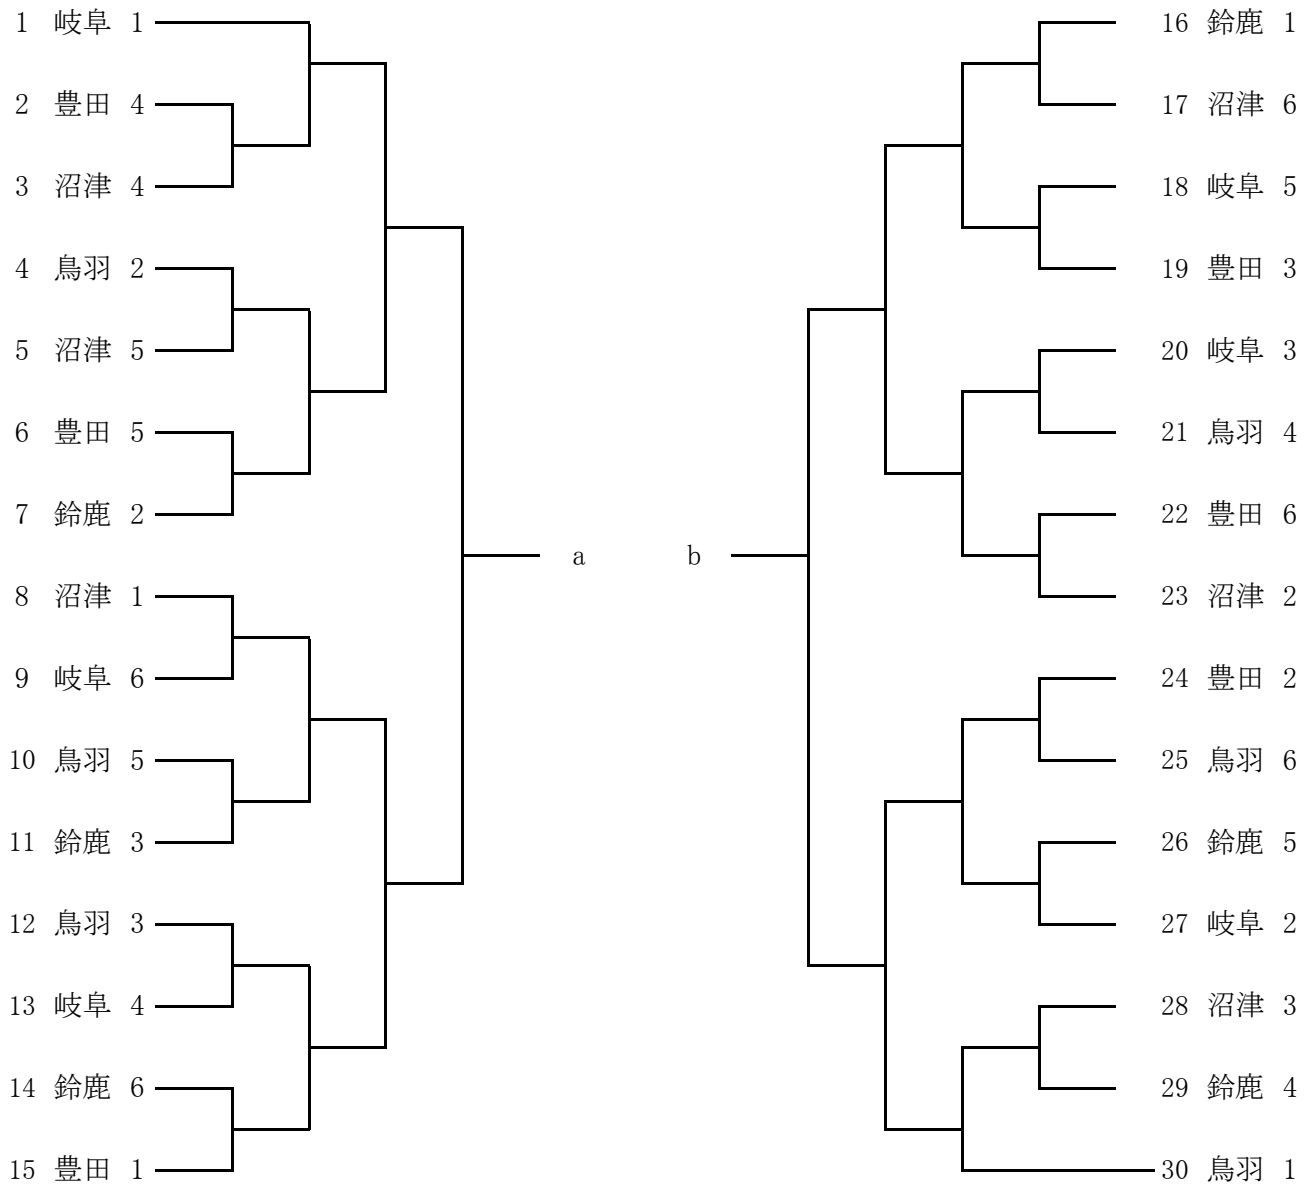 1 岐阜 1
2 豊田 4
3 沼津 4
4 鳥羽 2
5 沼津 5
6 豊田 5
7 鈴鹿 2
8 沼津 1
9 岐阜 6
10 鳥羽 5
11 鈴鹿 3
12 鳥羽 3
13 岐阜 4
14 鈴鹿 6
15 豊田 1
a
b
16 鈴鹿 1
17 沼津 6
18 岐阜 5
19 豊田 3
20 岐阜 3
21 鳥羽 4
22 豊田 6
23 沼津 2
24 豊田 2
25 鳥羽 6
26 鈴鹿 5
27 岐阜 2
28 沼津 3
29 鈴鹿 4
30 鳥羽 1